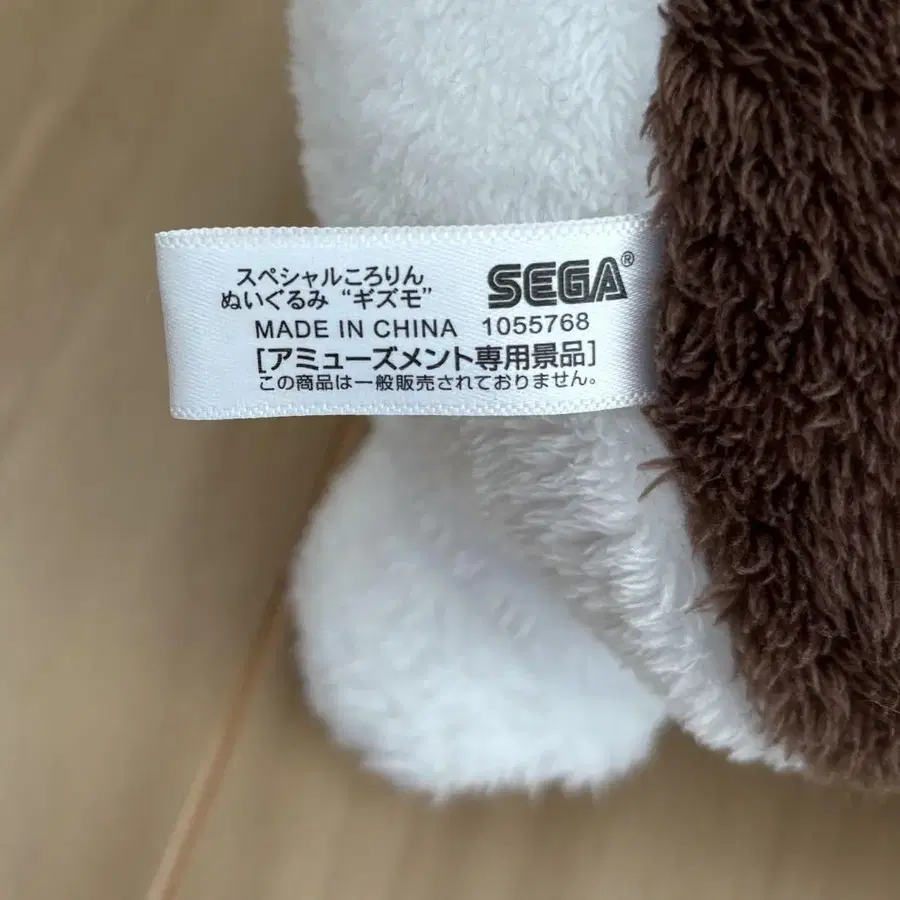 スペシャルころりん
ぬいぐるみ “ギズモ”
SEGA®
MADE IN CHINA 1055768
[アミューズメント専用景品]
この商品は一般販売されておりません。